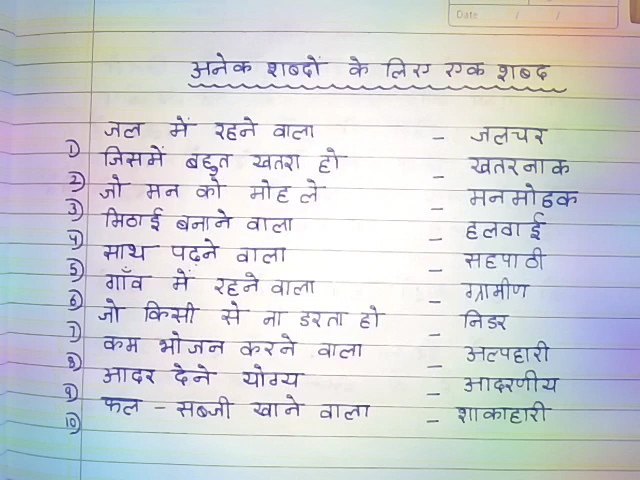 Date / /
अनेक शब्दों के लिए एक शब्द
1) जल में रहने वाला - जलचर
2) जिसमें बहुत खतरा हो - खतरनाक
3) जो मन को मोह ले - मनमोहक
4) मिठाई बनाने वाला - हलवाई
5) साथ पढ़ने वाला - सहपाठी
6) गाँव में रहने वाला - ग्रामीण
7) जो किसी से ना डरता हो - निडर
8) कम भोजन करने वाला - अल्पहारी
9) आदर देने योग्य - आदरणीय
10) फल - सब्जी खाने वाला - शाकाहारी